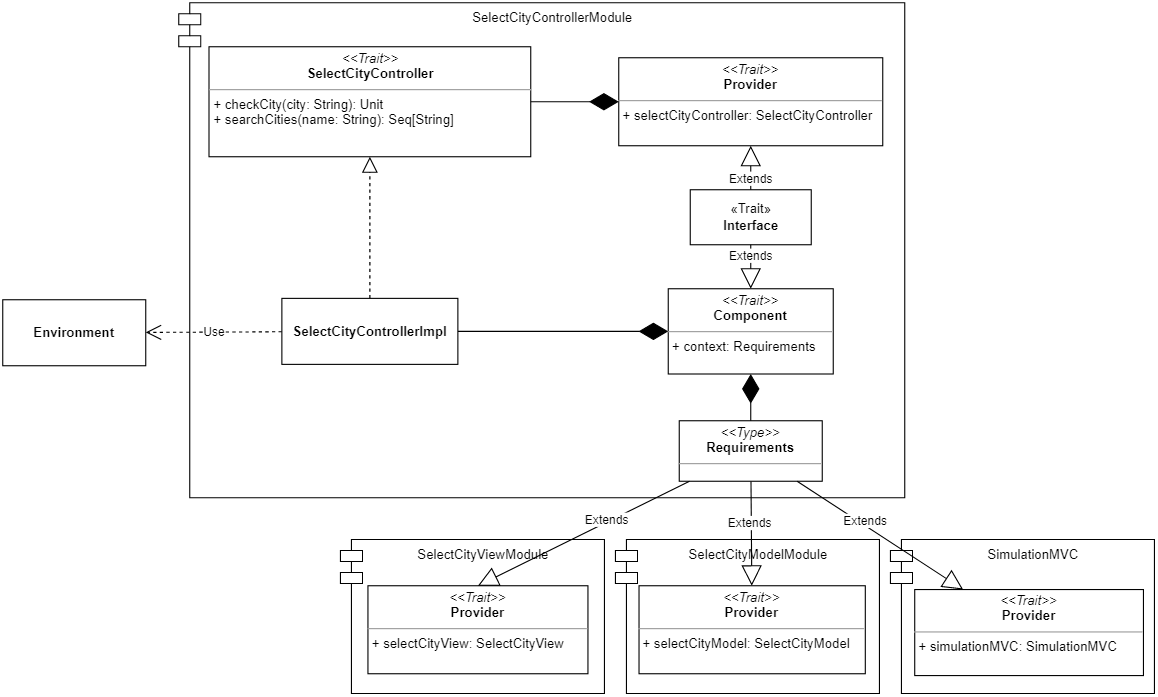 SelectCityControllerModule
<<Trait>>
SelectCityController
+ checkCity(city: String): Unit
+ searchCities(name: String): Seq[String]
<<Trait>>
Provider
+ selectCityController: SelectCityController
Extends
«Trait»
Interface
Extends
<<Trait>>
Component
+ context: Requirements
Environment
Use
SelectCityControllerImpl
<<Type>>
Requirements
Extends
Extends
Extends
SelectCityViewModule
<<Trait>>
Provider
+ selectCityView: SelectCityView
SelectCityModelModule
<<Trait>>
Provider
+ selectCityModel: SelectCityModel
SimulationMVC
<<Trait>>
Provider
+ simulationMVC: SimulationMVC